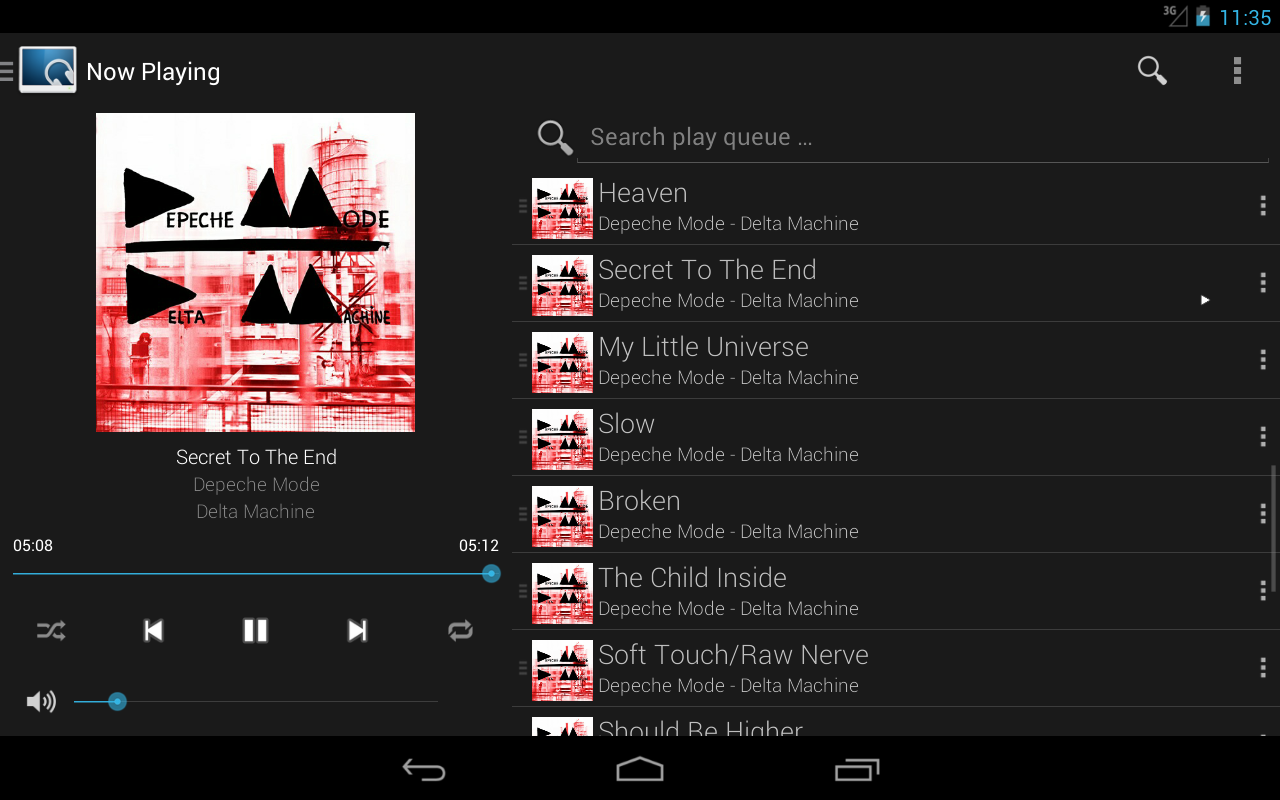 3G 11:35
Now Playing
EPECHE ODE
ELTA ACHINE
Secret To The End
Depeche Mode
Delta Machine
05:08 05:12
Search play queue ...
Heaven
Depeche Mode - Delta Machine
Secret To The End
Depeche Mode - Delta Machine
My Little Universe
Depeche Mode - Delta Machine
Slow
Depeche Mode - Delta Machine
Broken
Depeche Mode - Delta Machine
The Child Inside
Depeche Mode - Delta Machine
Soft Touch/Raw Nerve
Depeche Mode - Delta Machine
Should Be Higher